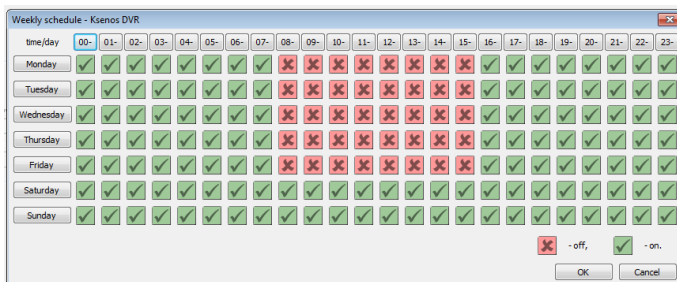 Weekly schedule - Ksenos DVR
time/day 00- 01- 02- 03- 04- 05- 06- 07- 08- 09- 10- 11- 12- 13- 14- 15- 16- 17- 18- 19- 20- 21- 22- 23-
Monday
Tuesday
Wednesday
Thursday
Friday
Saturday
Sunday
- off, - on.
OK Cancel